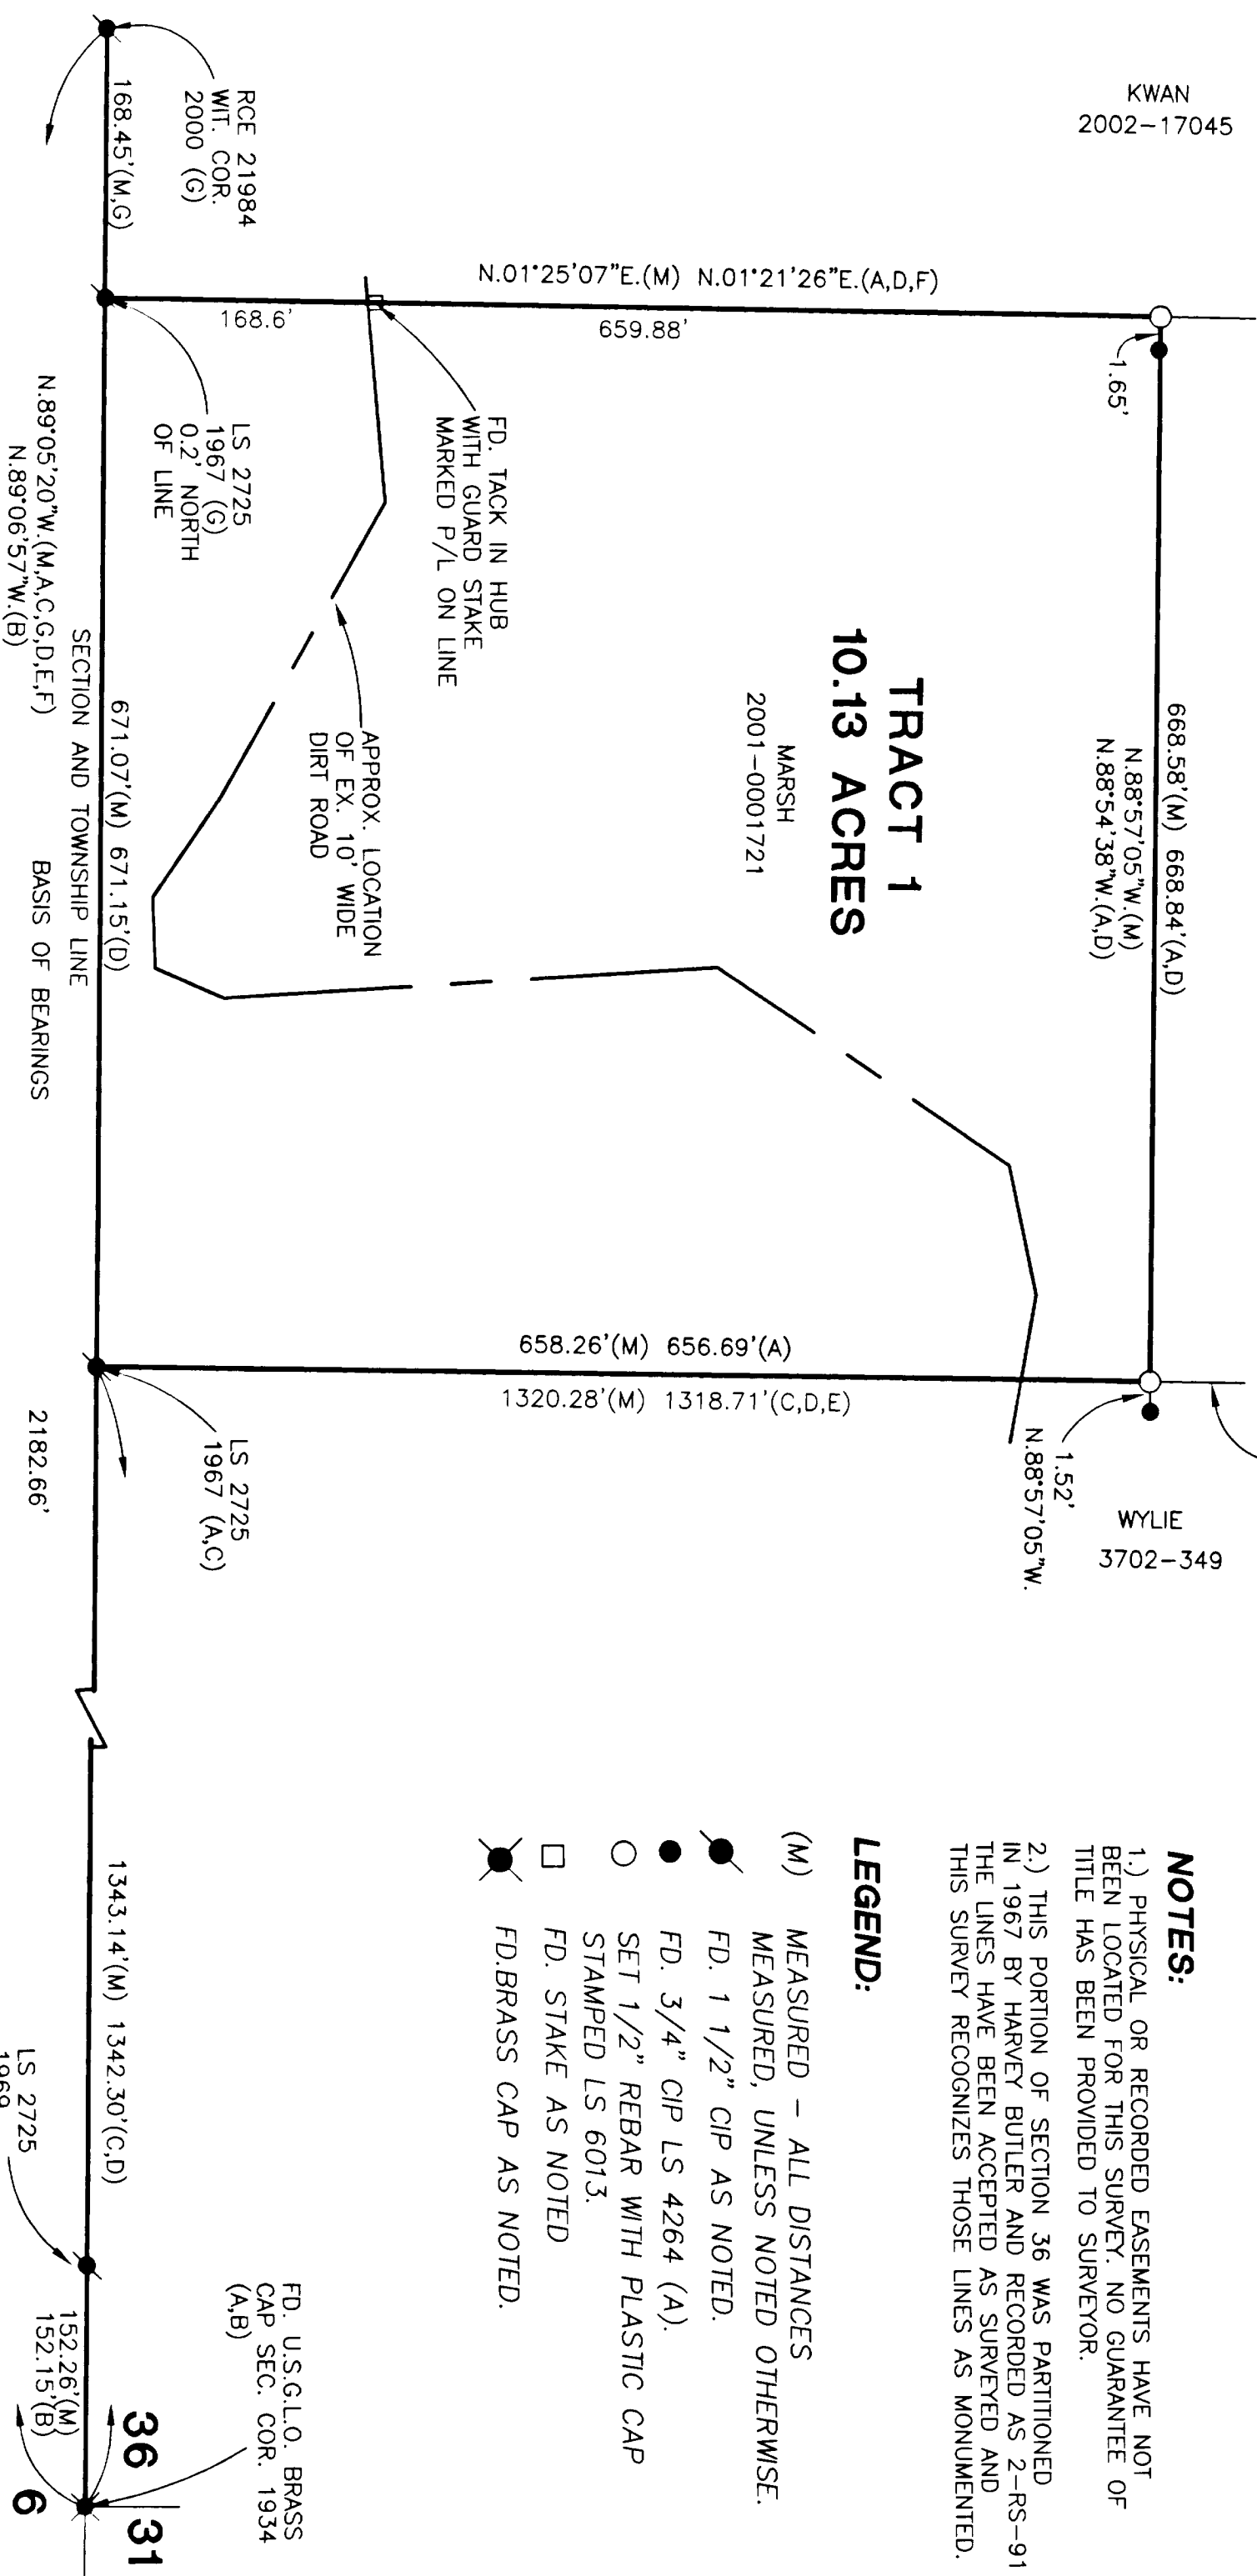 KWAN
2002-17045
N.01°25'07"E.(M) N.01°21'26"E.(A,D,F)
168.6'
659.88'
1.65'
668.58'(M) 668.84'(A,D)
N.88°57'05"W.(M)
N.88°54'38"W.(A,D)
TRACT 1
10.13 ACRES
MARSH
2001-0001721
FD. TACK IN HUB
WITH GUARD STAKE
MARKED P/L ON LINE
APPROX. LOCATION
OF EX. 10' WIDE
DIRT ROAD
RCE 21984
WIT. COR.
2000 (G)
168.45'(M,G)
LS 2725
1967 (G)
0.2' NORTH
OF LINE
671.07'(M) 671.15'(D)
SECTION AND TOWNSHIP LINE
N.89°05'20"W.(M,A,C,G,D,E,F)
N.89°06'57"W.(B)
BASIS OF BEARINGS
658.26'(M) 656.69'(A)
1320.28'(M) 1318.71'(C,D,E)
WYLIE
3702-349
1.52'
N.88°57'05"W.
LS 2725
1967 (A,C)
2182.66'
1343.14'(M) 1342.30'(C,D)
LS 2725
1969
152.26'(M)
152.15'(B)
FD. U.S.G.L.O. BRASS
CAP SEC. COR. 1934
(A,B)
36
31
6
NOTES:
1.) PHYSICAL OR RECORDED EASEMENTS HAVE NOT
BEEN LOCATED FOR THIS SURVEY. NO GUARANTEE OF
TITLE HAS BEEN PROVIDED TO SURVEYOR.
2.) THIS PORTION OF SECTION 36 WAS PARTITIONED
IN 1967 BY HARVEY BUTLER AND RECORDED AS 2-RS-91
THE LINES HAVE BEEN ACCEPTED AS SURVEYED AND
THIS SURVEY RECOGNIZES THOSE LINES AS MONUMENTED.
LEGEND:
(M) MEASURED - ALL DISTANCES
MEASURED, UNLESS NOTED OTHERWISE.
FD. 1 1/2" CIP AS NOTED.
FD. 3/4" CIP LS 4264 (A).
SET 1/2" REBAR WITH PLASTIC CAP
STAMPED LS 6013.
FD. STAKE AS NOTED
FD.BRASS CAP AS NOTED.